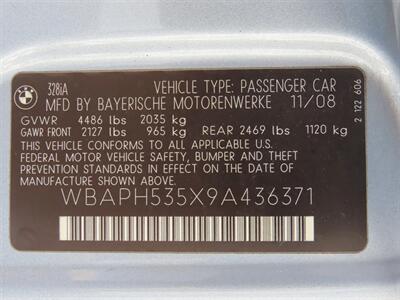 BMW
328iA
VEHICLE TYPE: PASSENGER CAR
MFD BY BAYERISCHE MOTORENWERKE 11/08
GVWR 4486 lbs 2035 kg
GAWR FRONT 2127 lbs 965 kg REAR 2469 lbs 1120 kg
THIS VEHICLE CONFORMS TO ALL APPLICABLE U.S.
FEDERAL MOTOR VEHICLE SAFETY, BUMPER AND THEFT
PREVENTION STANDARDS IN EFFECT ON THE DATE
OF MANUFACTURE SHOWN ABOVE.
WBAPH535X9A436371
2 122 606